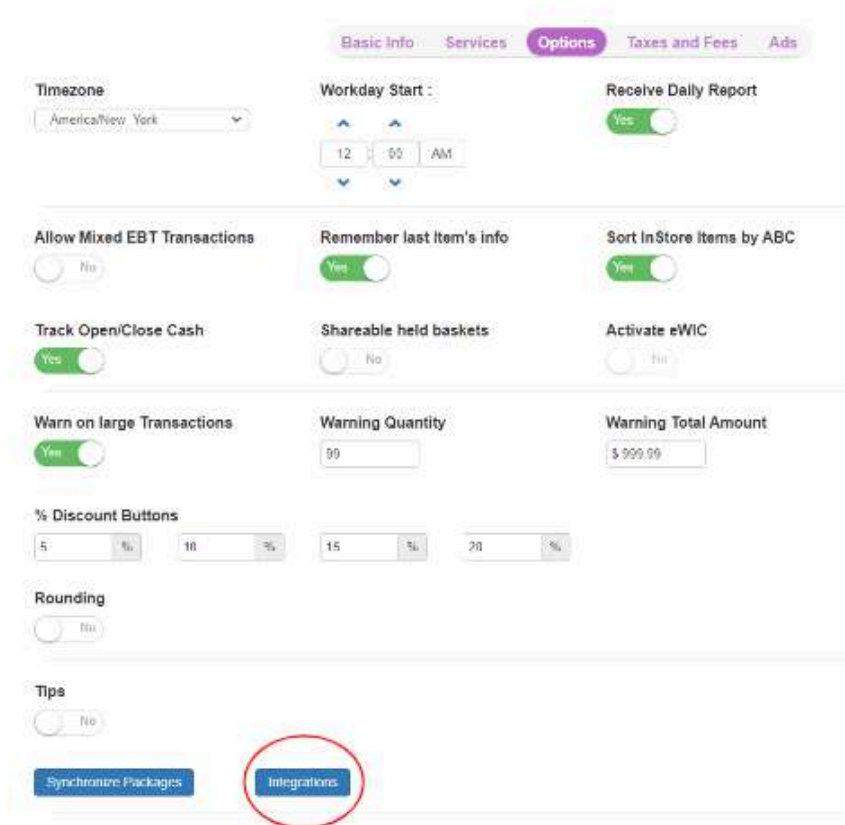 Basic Info Services Options Taxes and Fees Ads
Timezone Workday Start : Receive Daily Report
America/New York Yes
12 : 00 AM
Allow Mixed EBT Transactions Remember last Item's info Sort InStore Items by ABC
No Yes Yes
Track Open/Close Cash Shareable held baskets Activate eWIC
Yes No No
Warn on large Transactions Warning Quantity Warning Total Amount
Yes 99 $ 999.99
% Discount Buttons
5 % 10 % 15 % 20 %
Rounding
No
Tips
No
Synchronize Packages Integrations